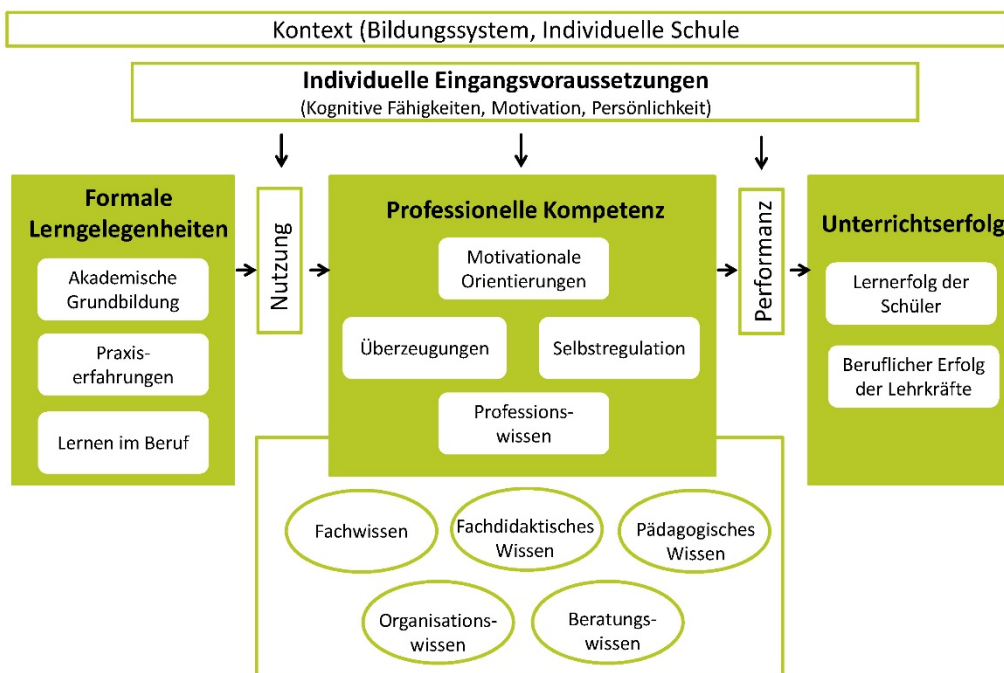 Kontext (Bildungssystem, Individuelle Schule
Individuelle Eingangsvoraussetzungen
(Kognitive Fähigkeiten, Motivation, Persönlichkeit)
Formale
Lerngelegenheiten
Akademische
Grundbildung
Praxis-
erfahrungen
Lernen im Beruf
Nutzung
Professionelle Kompetenz
Motivationale
Orientierungen
Überzeugungen
Selbstregulation
Professions-
wissen
Performanz
Unterrichtserfolg
Lernerfolg der
Schüler
Beruflicher Erfolg
der Lehrkräfte
Fachwissen
Fachdidaktisches
Wissen
Pädagogisches
Wissen
Organisations-
wissen
Beratungs-
wissen